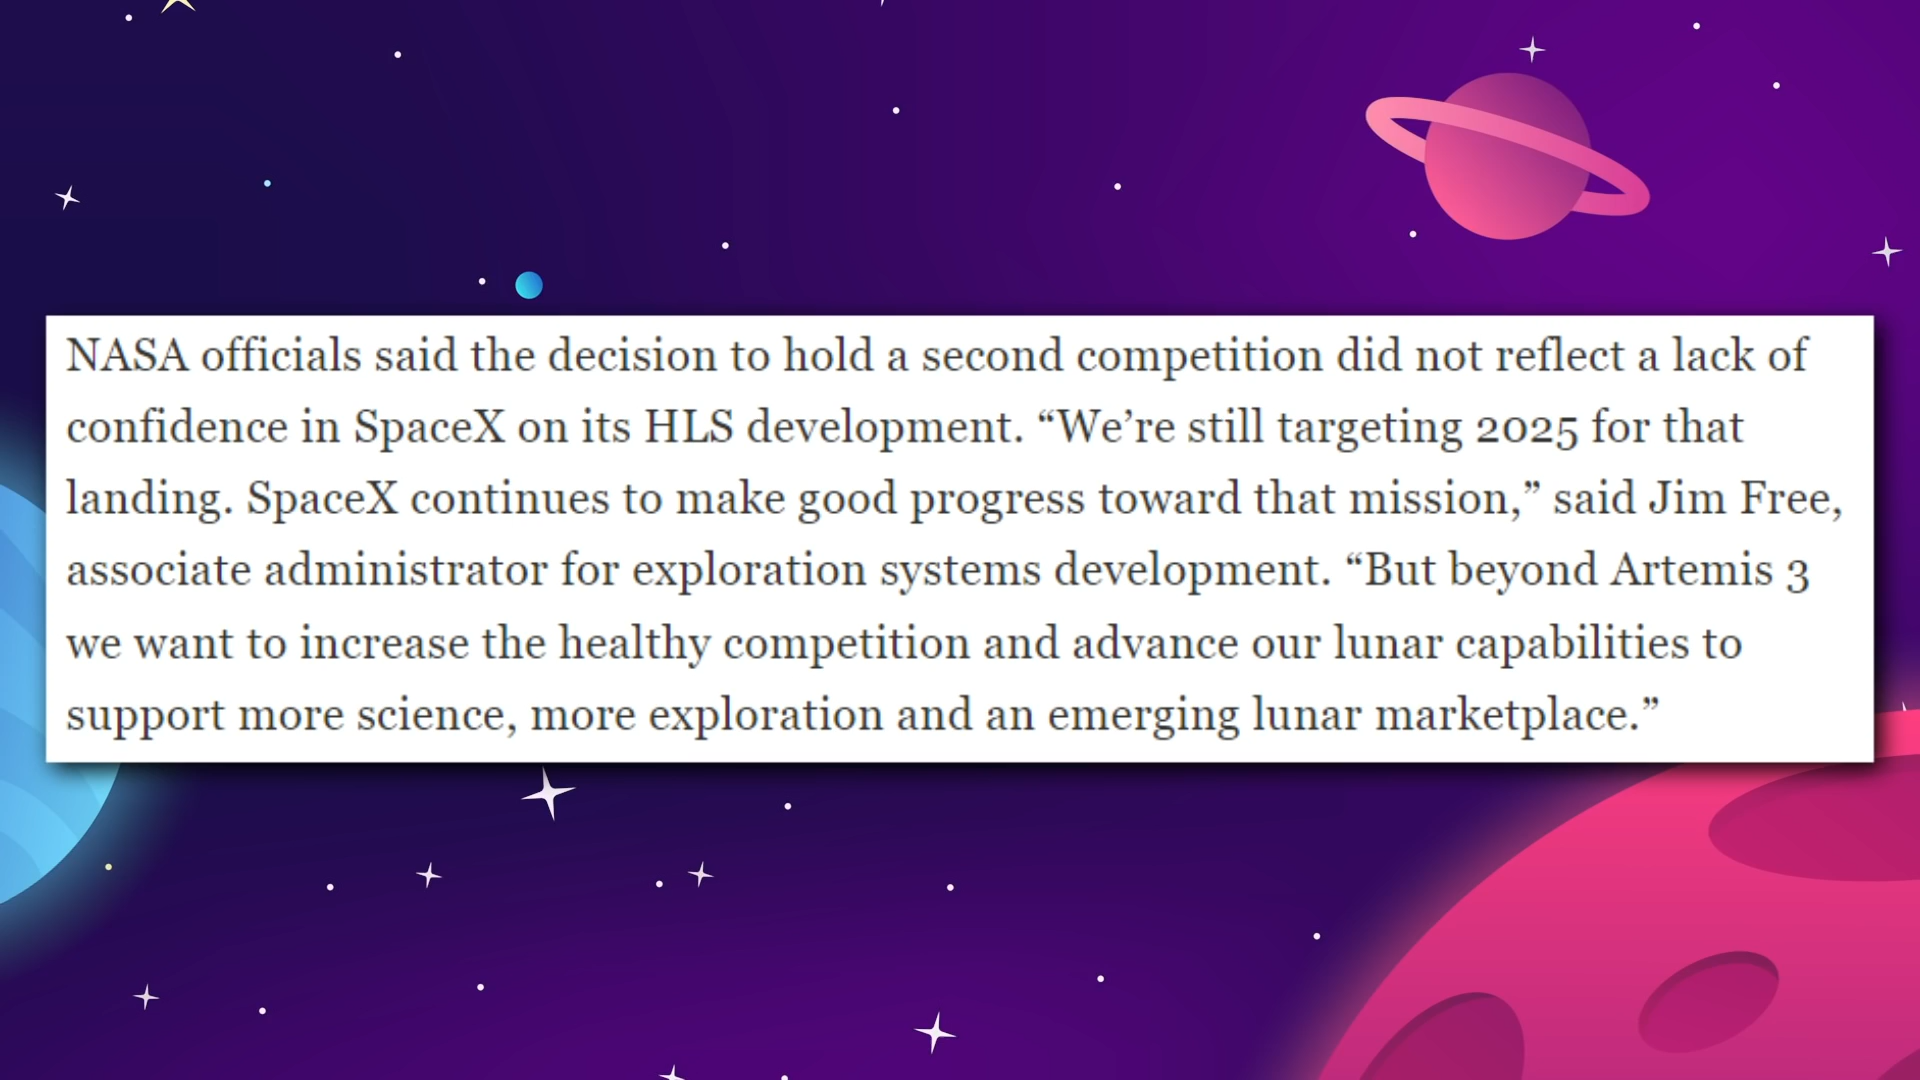 NASA officials said the decision to hold a second competition did not reflect a lack of
confidence in SpaceX on its HLS development. “We’re still targeting 2025 for that
landing. SpaceX continues to make good progress toward that mission,” said Jim Free,
associate administrator for exploration systems development. “But beyond Artemis 3
we want to increase the healthy competition and advance our lunar capabilities to
support more science, more exploration and an emerging lunar marketplace.”